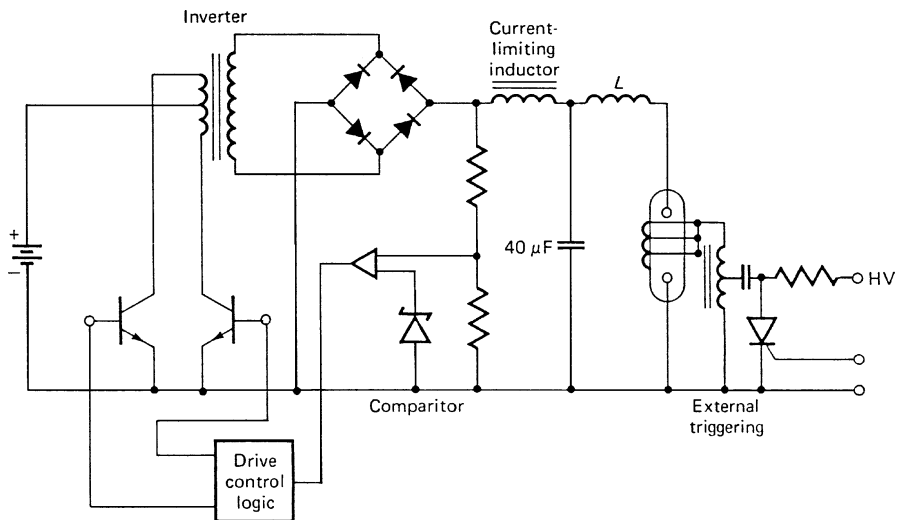 Inverter
Current-
limiting
inductor
L
+
−
40 μF
HV
Comparitor
External
triggering
Drive
control
logic